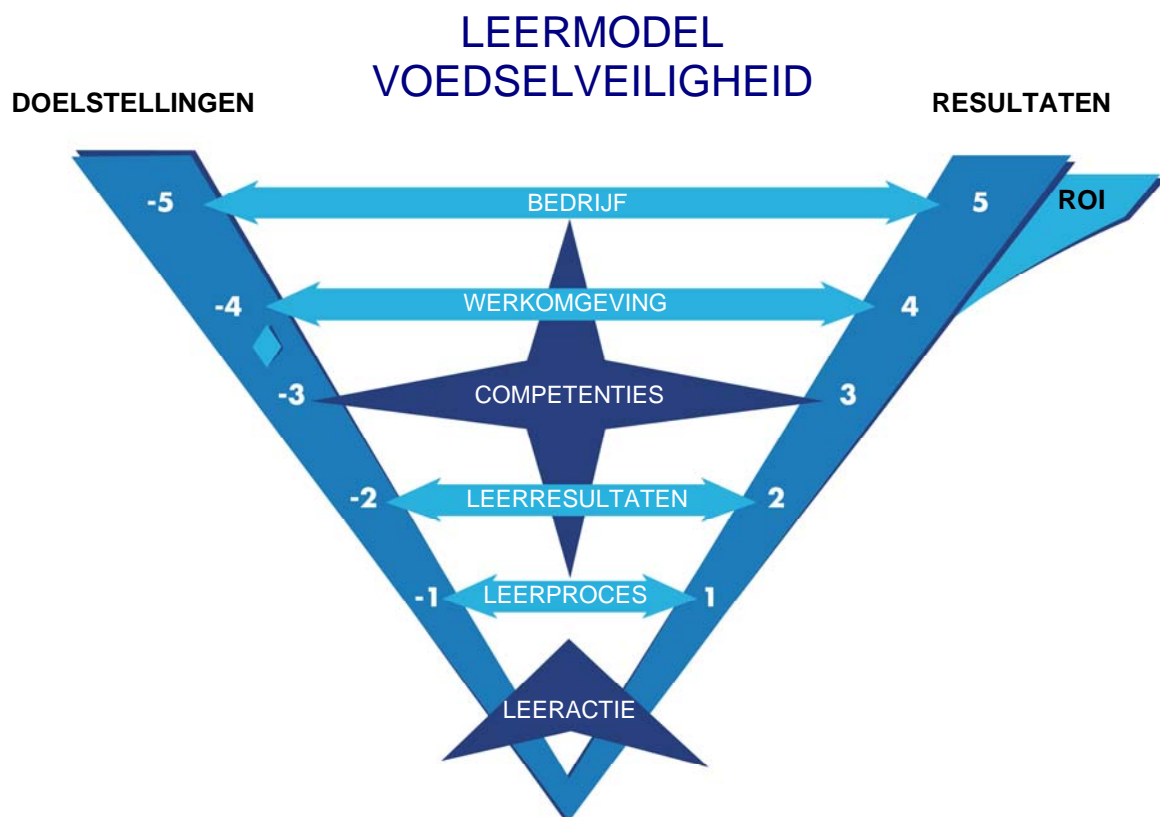 LEERMODEL
VOEDSELVEILIGHEID
DOELSTELLINGEN
RESULTATEN
-5 BEDRIJF 5 ROI
-4 WERKOMGEVING 4
-3 COMPETENTIES 3
-2 LEERRESULTATEN 2
-1 LEERPROCES 1
LEERACTIE